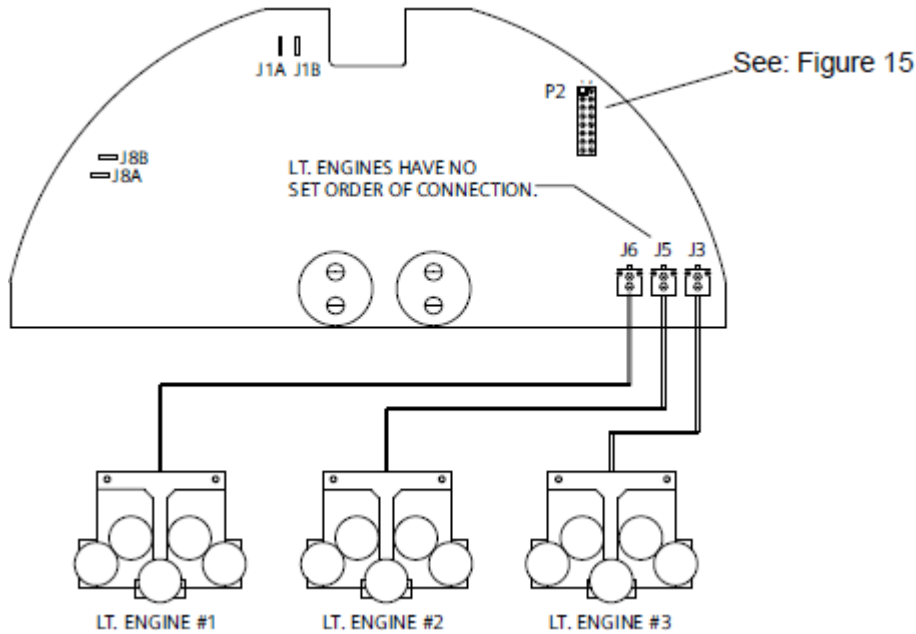 J1A J1B
See: Figure 15
P2
J8B
J8A
LT. ENGINES HAVE NO
SET ORDER OF CONNECTION.
J6 J5 J3
LT. ENGINE #1 LT. ENGINE #2 LT. ENGINE #3